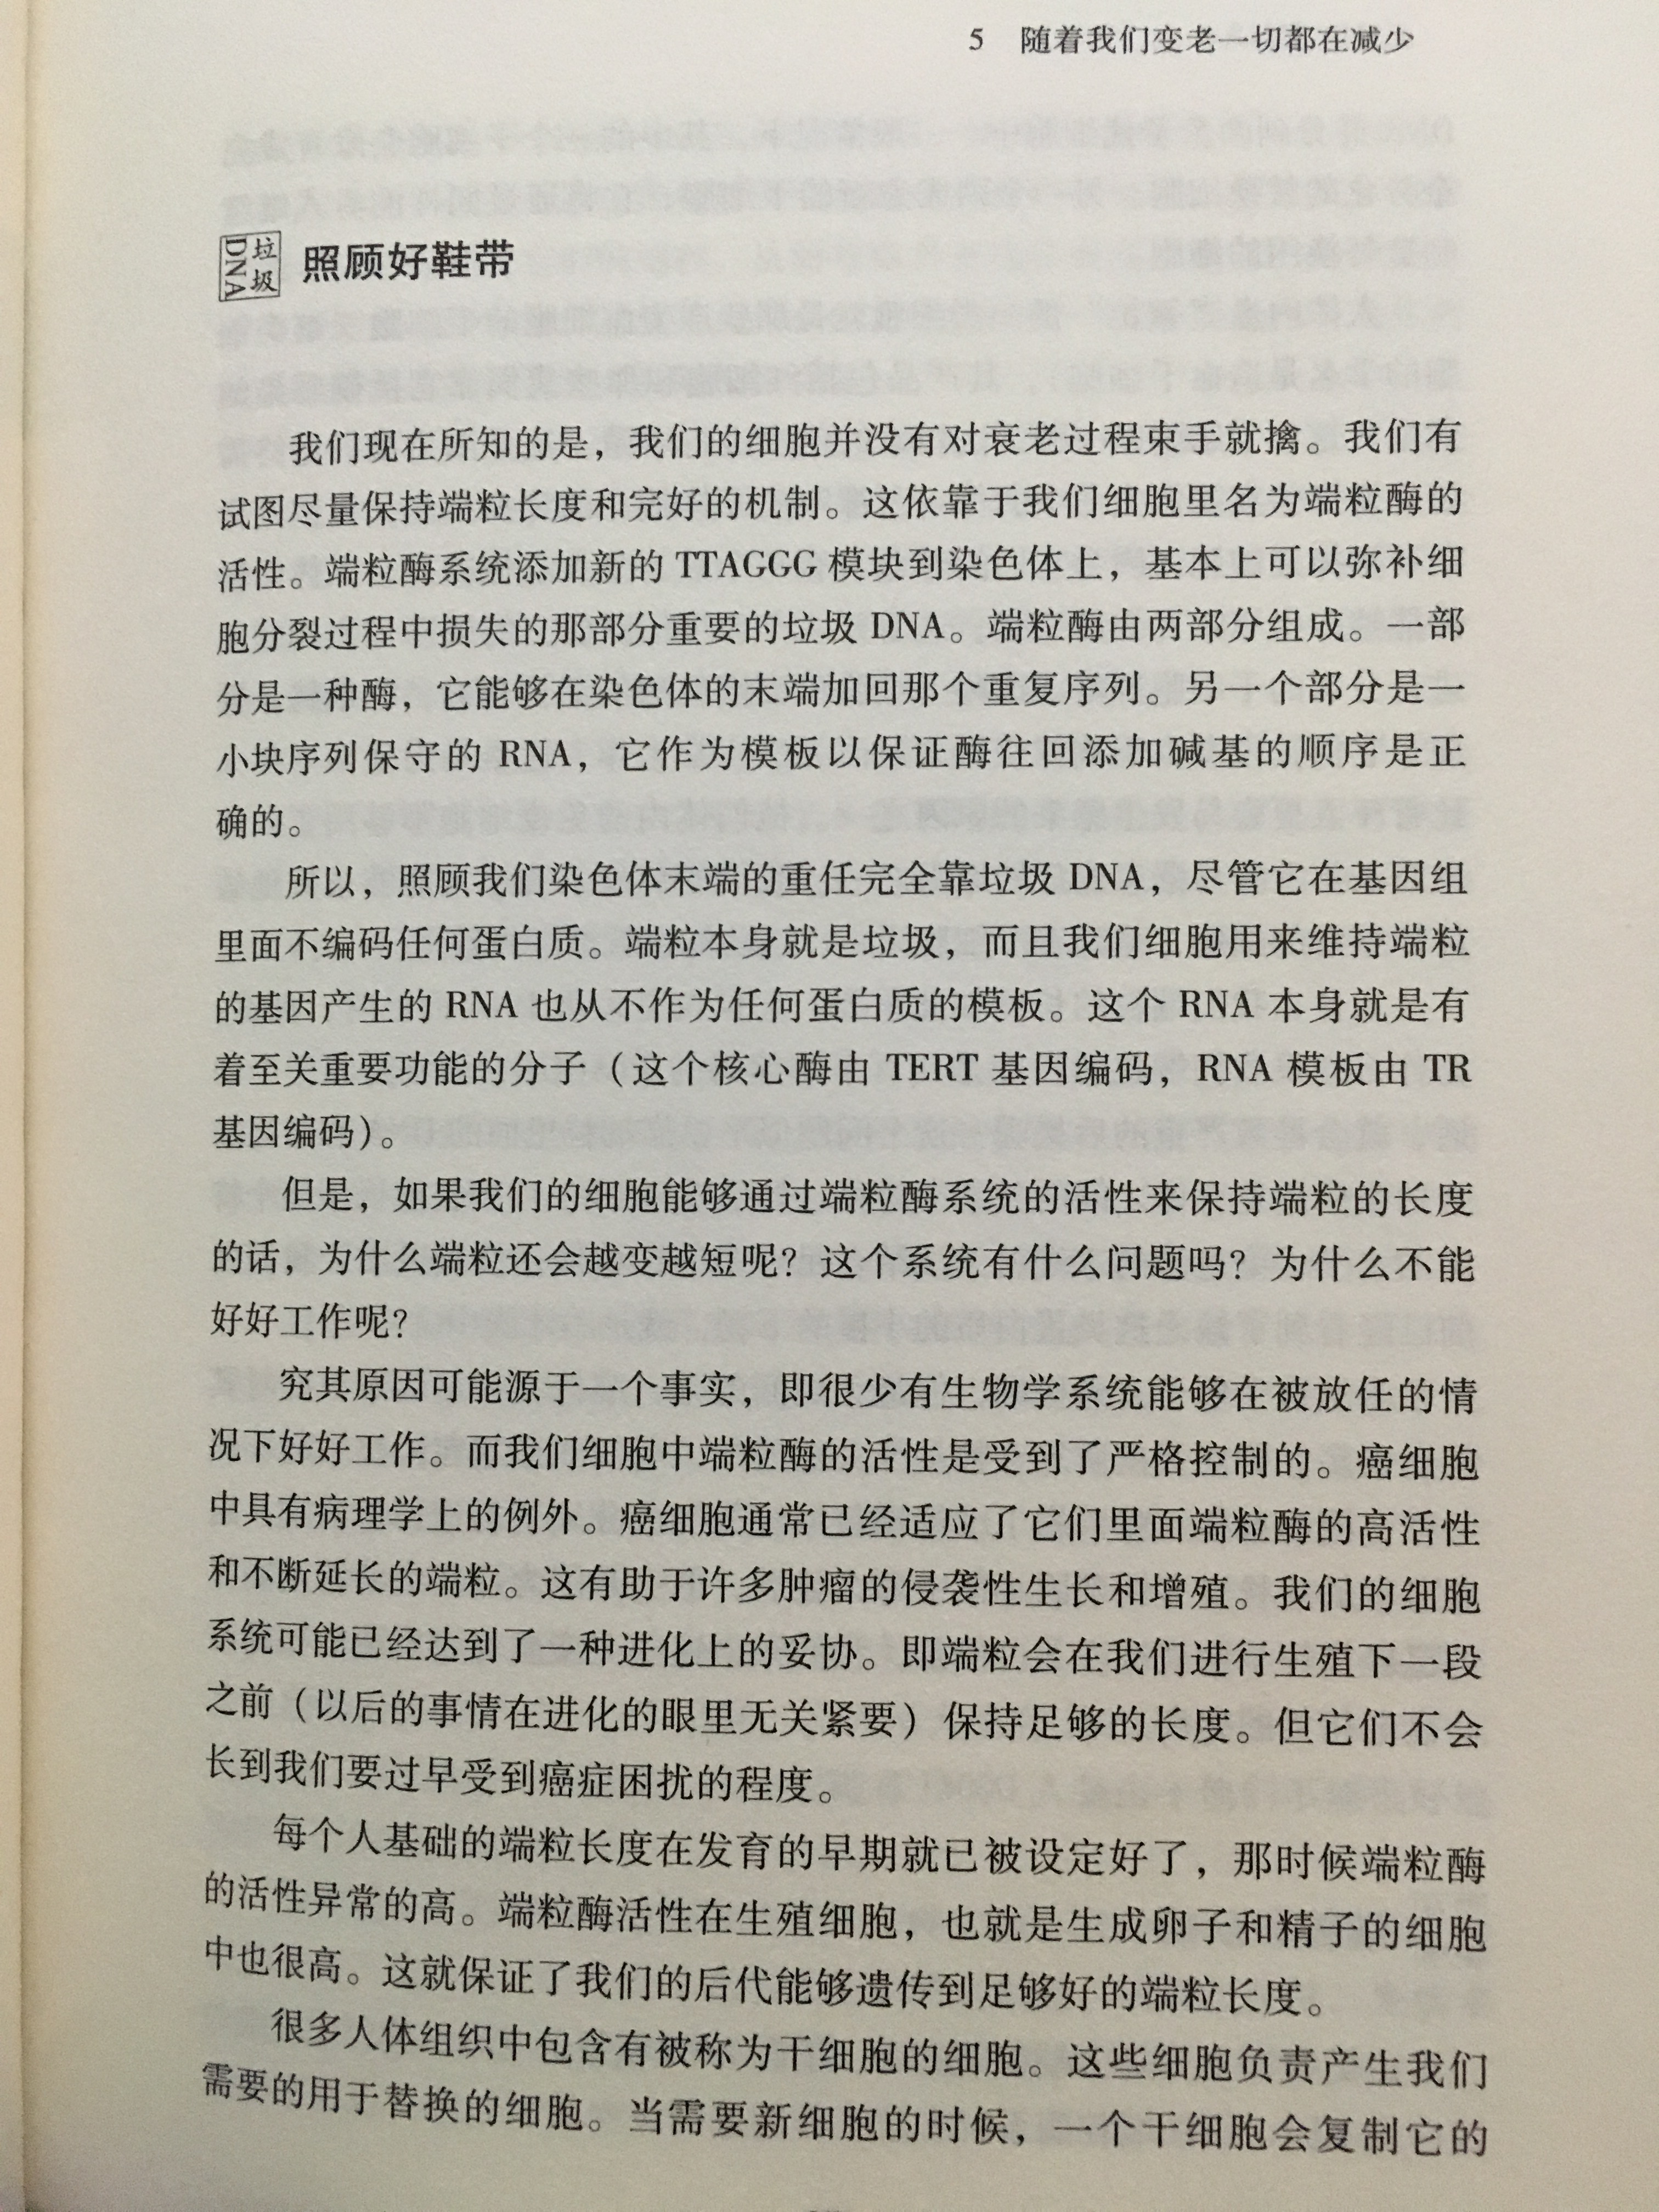 5 随着我们变老一切都在减少
垃圾 DNA 照顾好鞋带
我们现在所知的是，我们的细胞并没有对衰老过程束手就擒。我们有
试图尽量保持端粒长度和完好的机制。这依靠于我们细胞里名为端粒酶的
活性。端粒酶系统添加新的 TTAGGG 模块到染色体上，基本上可以弥补细
胞分裂过程中损失的那部分重要的垃圾 DNA。端粒酶由两部分组成。一部
分是一种酶，它能够在染色体的末端加回那个重复序列。另一个部分是一
小块序列保守的 RNA，它作为模板以保证酶往回添加碱基的顺序是正
确的。
所以，照顾我们染色体末端的重任完全靠垃圾 DNA，尽管它在基因组
里面不编码任何蛋白质。端粒本身就是垃圾，而且我们细胞用来维持端粒
的基因产生的 RNA 也从不作为任何蛋白质的模板。这个 RNA 本身就是有
着至关重要功能的分子（这个核心酶由 TERT 基因编码，RNA 模板由 TR
基因编码）。
但是，如果我们的细胞能够通过端粒酶系统的活性来保持端粒的长度
的话，为什么端粒还会越变越短呢？这个系统有什么问题吗？为什么不能
好好工作呢？
究其原因可能源于一个事实，即很少有生物学系统能够在被放任的情
况下好好工作。而我们细胞中端粒酶的活性是受到了严格控制的。癌细胞
中具有病理学上的例外。癌细胞通常已经适应了它们里面端粒酶的高活性
和不断延长的端粒。这有助于许多肿瘤的侵袭性生长和增殖。我们的细胞
系统可能已经达到了一种进化上的妥协。即端粒会在我们进行生殖下一段
之前（以后的事情在进化的眼里无关紧要）保持足够的长度。但它们不会
长到我们要过早受到癌症困扰的程度。
每个人基础的端粒长度在发育的早期就已被设定好了，那时候端粒酶
的活性异常的高。端粒酶活性在生殖细胞，也就是生成卵子和精子的细胞
中也很高。这就保证了我们的后代能够遗传到足够好的端粒长度。
很多人体组织中包含有被称为干细胞的细胞。这些细胞负责产生我们
需要的用于替换的细胞。当需要新细胞的时候，一个干细胞会复制它的